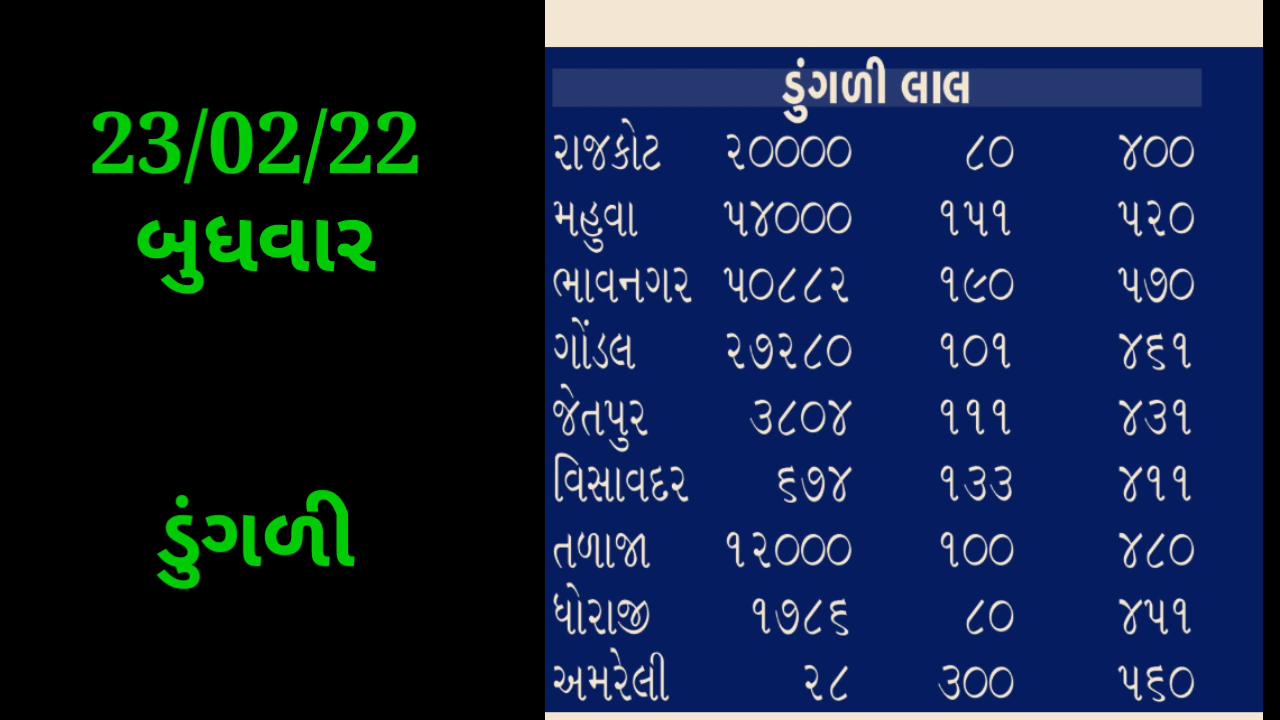 23/02/22
બુધવાર
ડુંગળી
ડુંગળી લાલ
રાજકોટ ૨૦૦૦૦ ૮૦ ૪૦૦
મહુવા ૫૪૦૦૦ ૧૫૧ ૫૨૦
ભાવનગર ૫૦૮૮૨ ૧૯૦ ૫૭૦
ગોંડલ ૨૭૨૮૦ ૧૦૧ ૪૬૧
જેતપુર ૩૮૦૪ ૧૧૧ ૪૩૧
વિસાવદર ૬૭૪ ૧૩૩ ૪૧૧
તળાજા ૧૨૦૦૦ ૧૦૦ ૪૮૦
ધોરાજી ૧૭૮૬ ૮૦ ૪૫૧
અમરેલી ૨૮ ૩૦૦ ૫૬૦